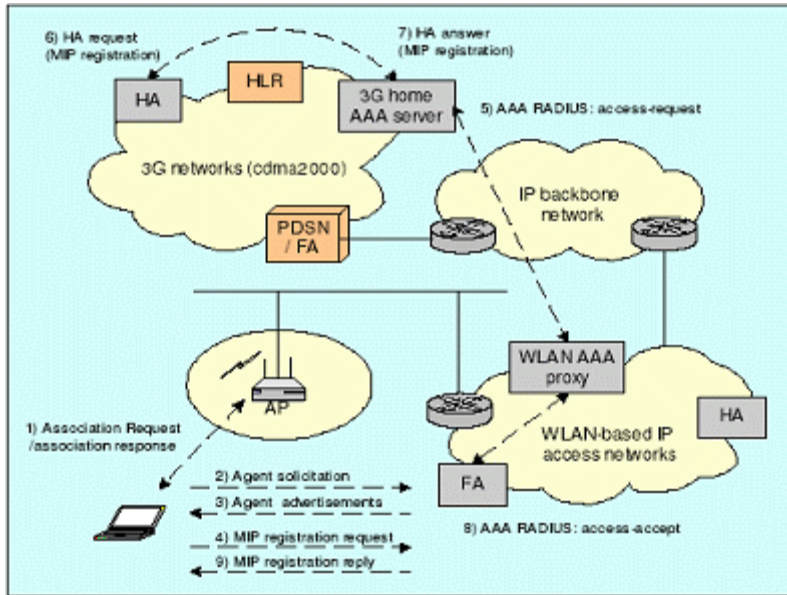 6) HA request
(MIP registration)
7) HA answer
(MIP registration)
HLR
HA
3G home
AAA server
5) AAA RADIUS: access-request
3G networks (cdma2000)
IP backbone
network
PDSN
/ FA
WLAN AAA
proxy
AP
HA
1) Association Request
/association response
WLAN-based IP
access networks
2) Agent solicitation
FA
3) Agent advertisements
8) AAA RADIUS: access-accept
4) MIP registration request
9) MIP registration reply